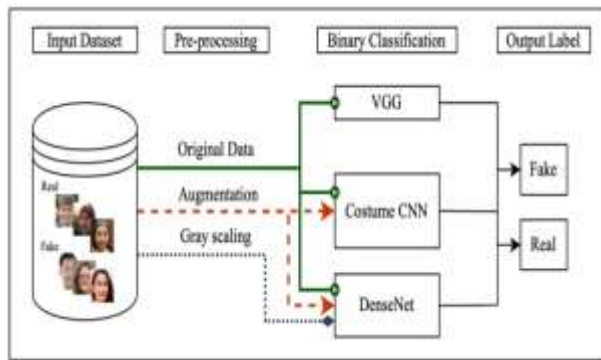 Input Dataset
Pre-processing
Binary Classification
Output Label
VGG
Original Data
Real
Augmentation
Costume CNN
Fake
Fake
Gray scaling
Real
DenseNet